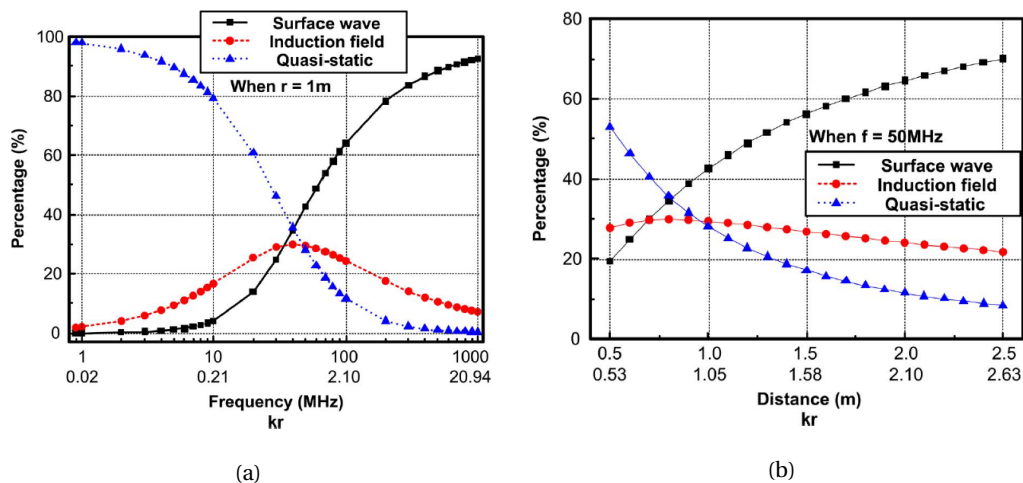 Surface wave
Induction field
Quasi-static
When r = 1m
Percentage (%)
100
80
60
40
20
0
1 10 100 1000
0.02 0.21 2.10 20.94
Frequency (MHz)
kr
(a)
When f = 50MHz
Surface wave
Induction field
Quasi-static
Percentage (%)
80
60
40
20
0
0.5 1.0 1.5 2.0 2.5
0.53 1.05 1.58 2.10 2.63
Distance (m)
kr
(b)